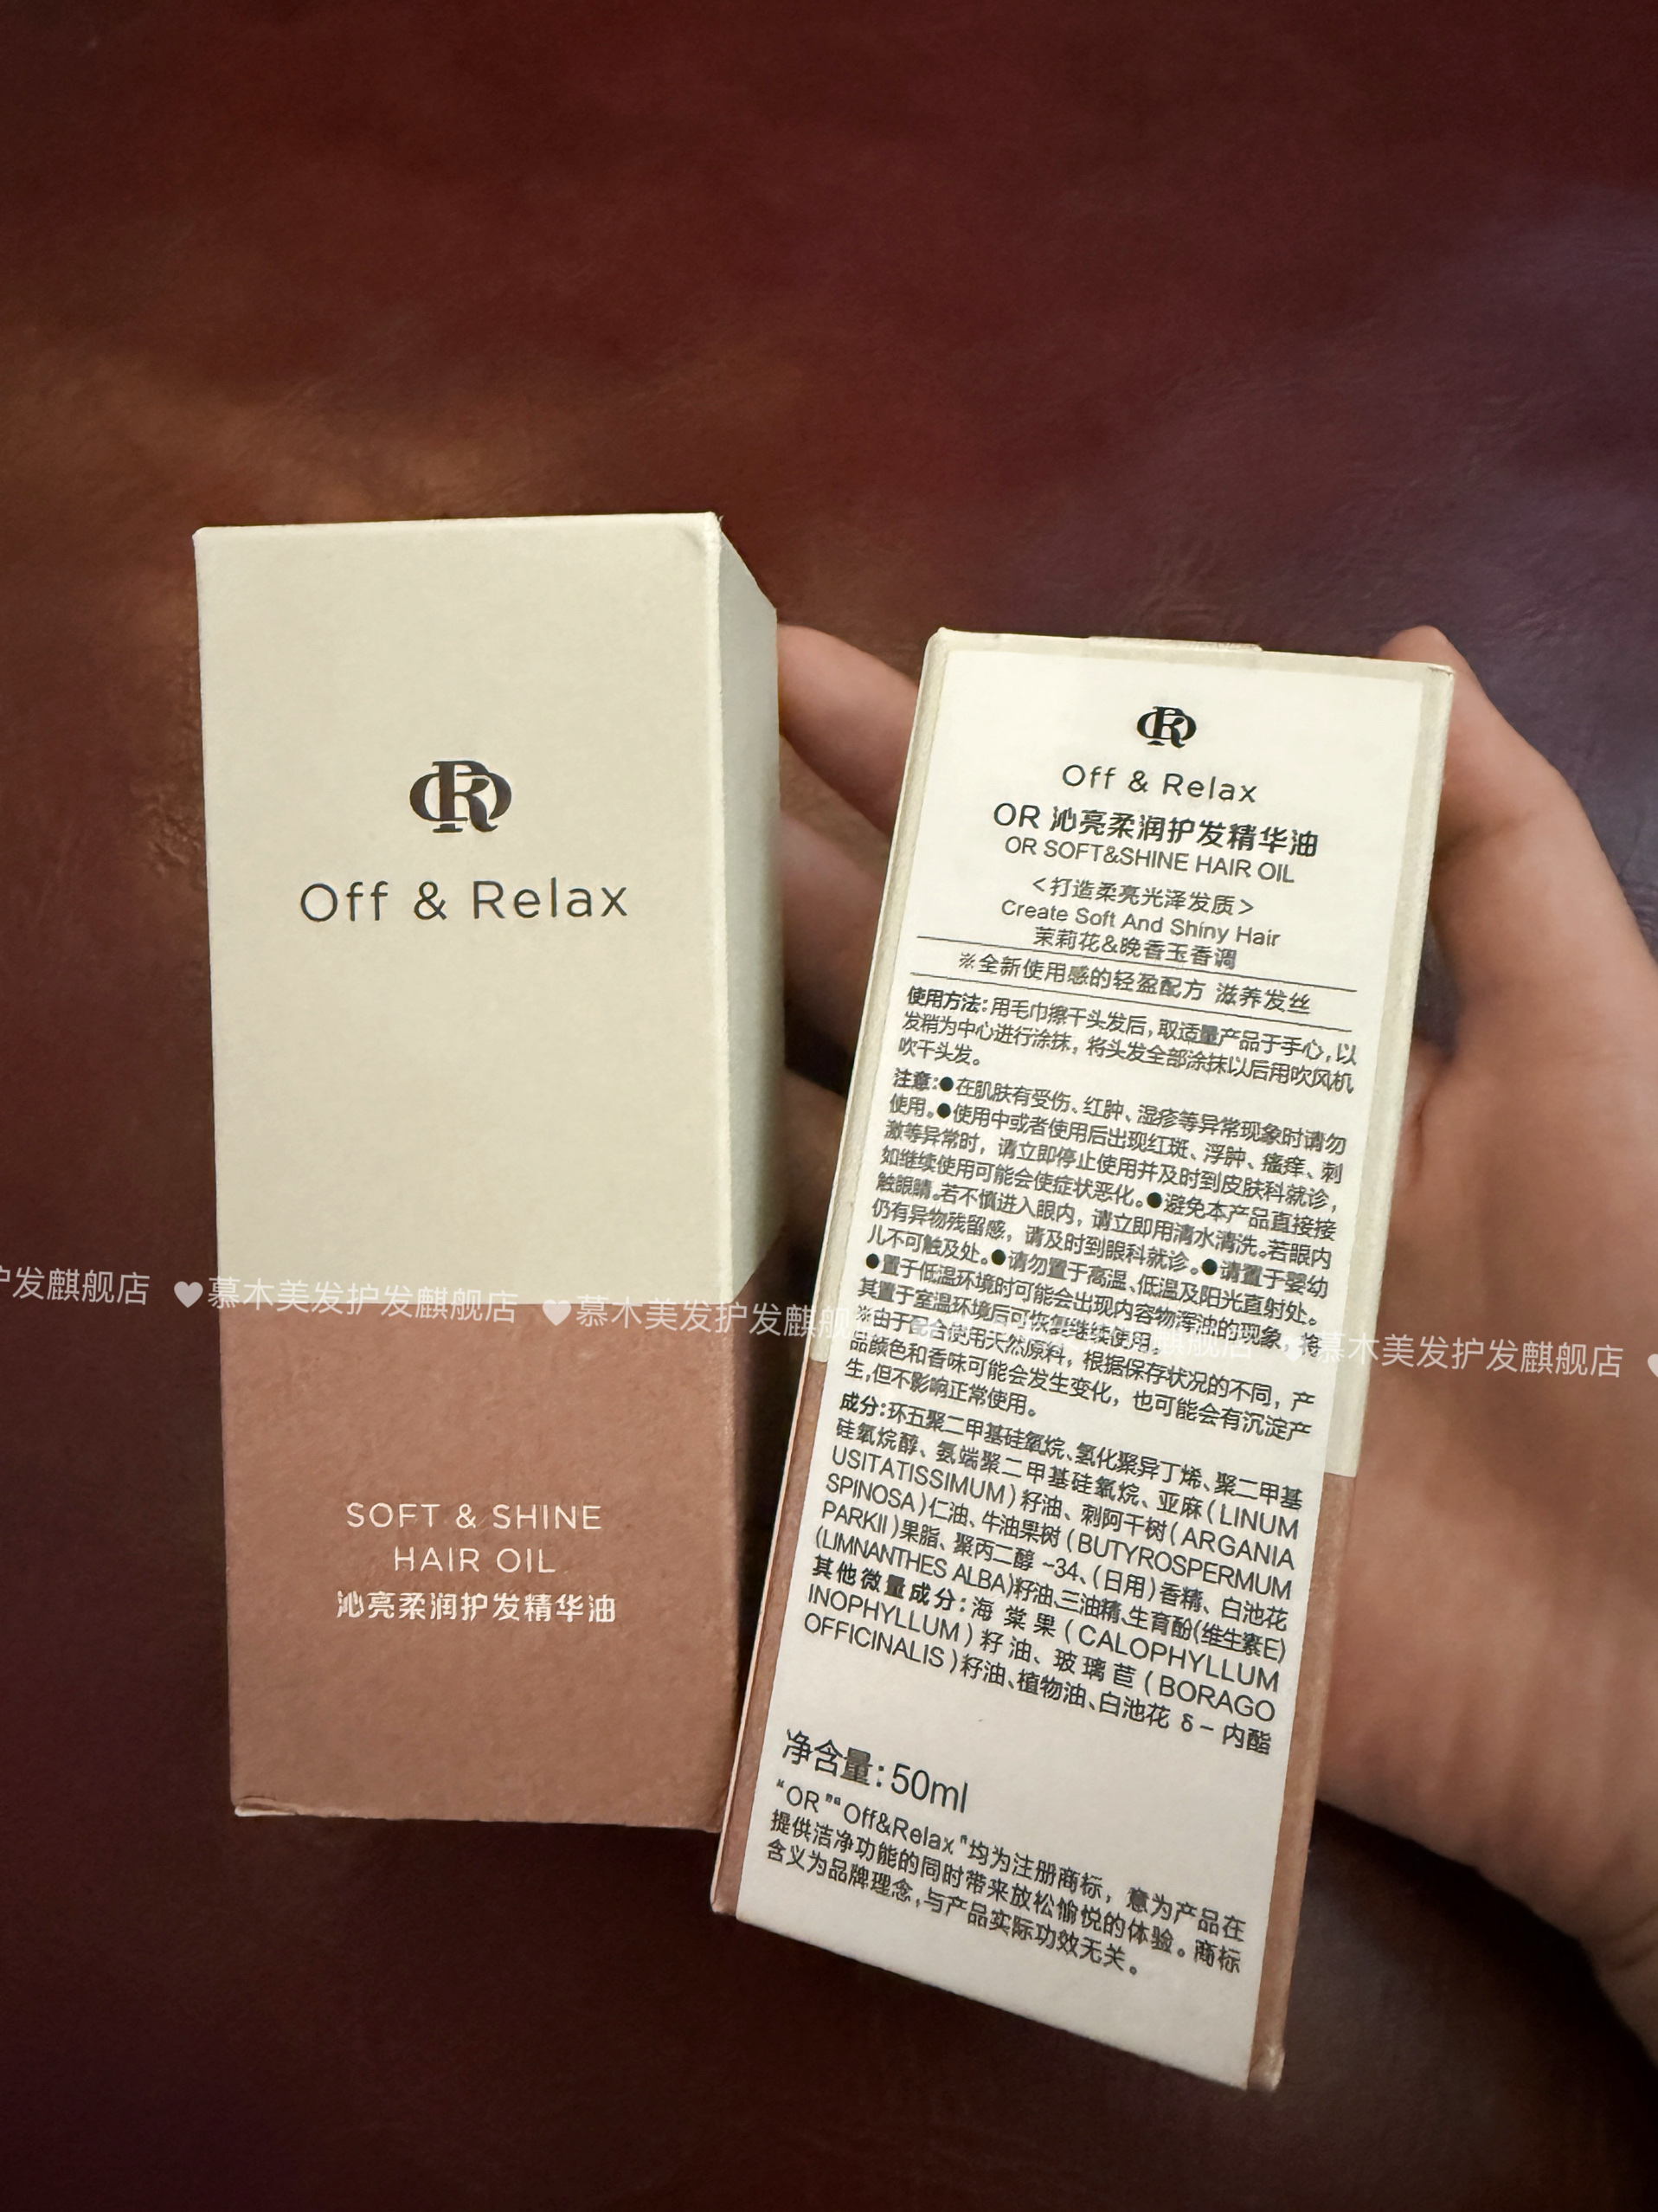 Off & Relax
SOFT & SHINE
HAIR OIL
沁亮柔润护发精华油
Off & Relax
OR 沁亮柔润护发精华油
OR SOFT&SHINE HAIR OIL
<打造柔亮光泽发质>
Create Soft And Shiny Hair
茉莉花&晚香玉香调
※全新使用感的轻盈配方 滋养发丝
使用方法:用毛巾擦干头发后,取适量产品于手心,以
发稍为中心进行涂抹,将头发全部涂抹以后用吹风机
吹干头发。
注意:●在肌肤有受伤、红肿、湿疹等异常现象时请勿
使用。●使用中或者使用后出现红斑、浮肿、瘙痒、刺
激等异常时,请立即停止使用并及时到皮肤科就诊,
如继续使用可能会使症状恶化。●避免本产品直接接
触眼睛。若不慎进入眼内,请立即用清水清洗。若眼内
仍有异物残留感,请及时到眼科就诊。●请置于婴幼
儿不可触及处。●请勿置于高温、低温及阳光直射处。
●置于低温环境时可能会出现内容物浑浊的现象,将
其置于室温环境后可恢复继续使用。
※由于配合使用天然原料,根据保存状况的不同,产
品颜色和香味可能会发生变化,也可能会有沉淀产
生,但不影响正常使用。
成分:环五聚二甲基硅氧烷、氢化聚异丁烯、聚二甲基
硅氧烷醇、氨端聚二甲基硅氧烷、亚麻(LINUM
USITATISSIMUM)籽油、刺阿干树(ARGANIA
SPINOSA)仁油、牛油果树(BUTYROSPERMUM
PARKII)果脂、聚丙二醇-34、(日用)香精、白池花
(LIMNANTHES ALBA)籽油、三油精、生育酚(维生素E)
其他微量成分:海棠果(CALOPHYLLUM
INOPHYLLUM)籽油、玻璃苣(BORAGO
OFFICINALIS)籽油、植物油、白池花 δ-内酯
净含量:50ml
“OR”“Off&Relax”均为注册商标,意为产品在
提供洁净功能的同时带来放松愉悦的体验。商标
含义为品牌理念,与产品实际功效无关。
护发麒舰店 ♥慕木美发护发麒舰店 ♥慕木美发护发麒舰店 ♥慕木美发护发麒舰店